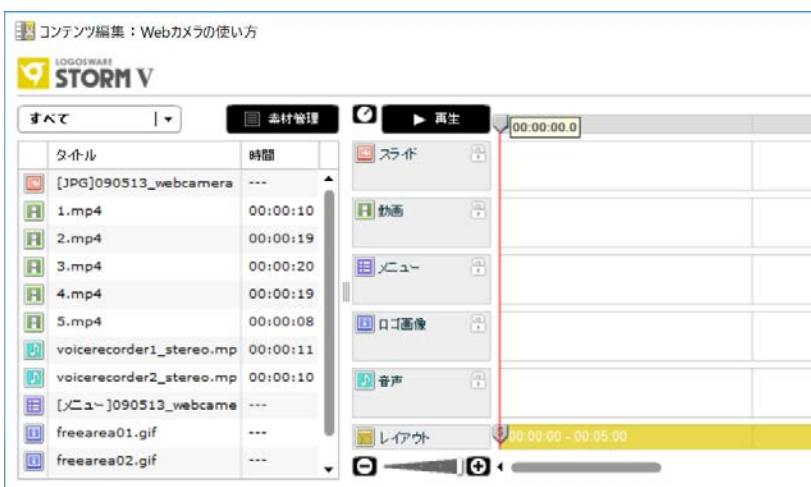 コンテンツ編集：Webカメラの使い方
LOGOSWARE
STORM V
すべて
素材管理
再生
00:00:00.0
タイトル 時間
[JPG]090513_webcamera ---
1.mp4 00:00:10
2.mp4 00:00:19
3.mp4 00:00:20
4.mp4 00:00:19
5.mp4 00:00:08
voicerecorder1_stereo.mp 00:00:11
voicerecorder2_stereo.mp 00:00:10
[メニュー]090513_webcame ---
freearea01.gif ---
freearea02.gif ---
スライド
動画
メニュー
ロゴ画像
音声
レイアウト
S
00:00:00 - 00:05:00